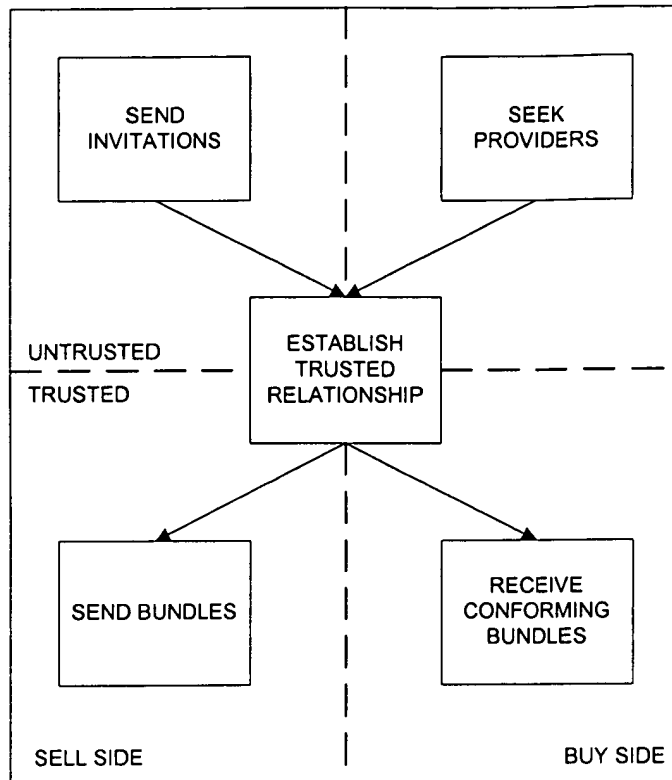 SEND
INVITATIONS
SEEK
PROVIDERS
UNTRUSTED
TRUSTED
ESTABLISH
TRUSTED
RELATIONSHIP
SEND BUNDLES
RECEIVE
CONFORMING
BUNDLES
SELL SIDE
BUY SIDE